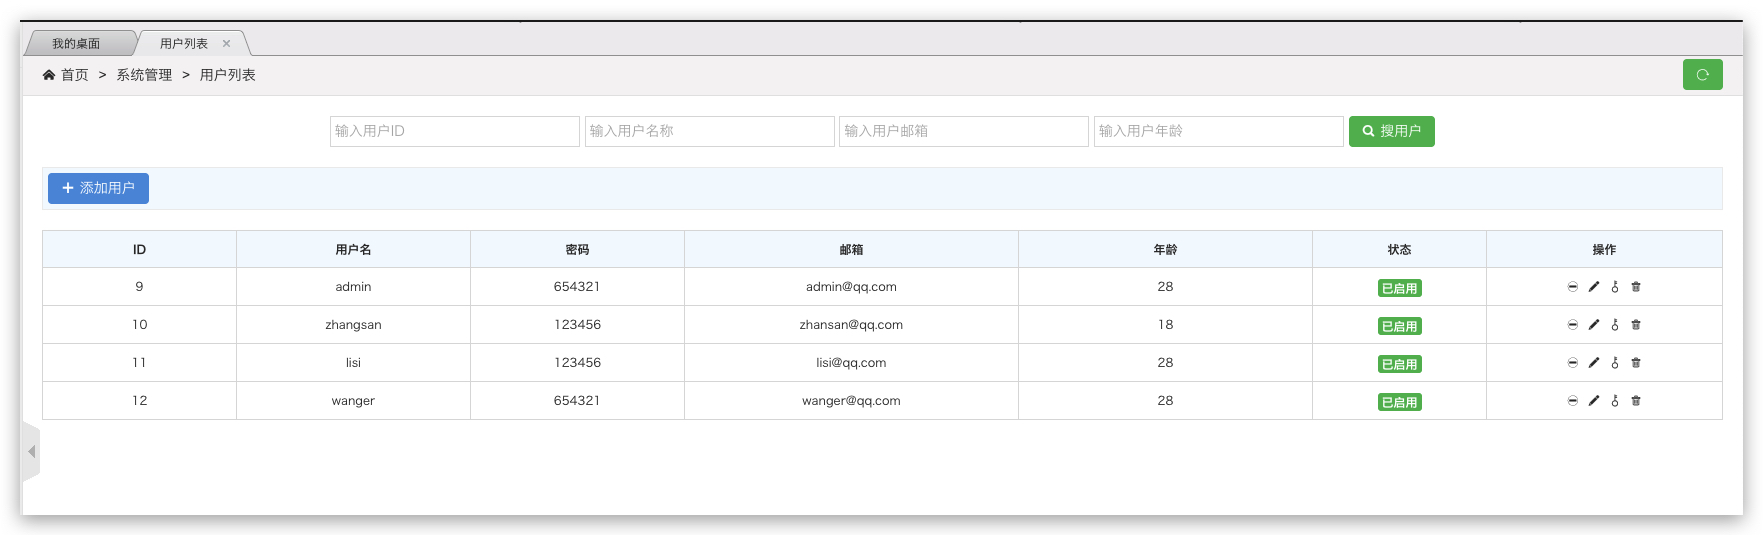 我的桌面 用户列表
首页 > 系统管理 > 用户列表
输入用户ID 输入用户名称 输入用户邮箱 输入用户年龄 搜用户
添加用户
ID 用户名 密码 邮箱 年龄 状态 操作
9 admin 654321 admin@qq.com 28 已启用
10 zhangsan 123456 zhansan@qq.com 18 已启用
11 lisi 123456 lisi@qq.com 28 已启用
12 wanger 654321 wanger@qq.com 28 已启用